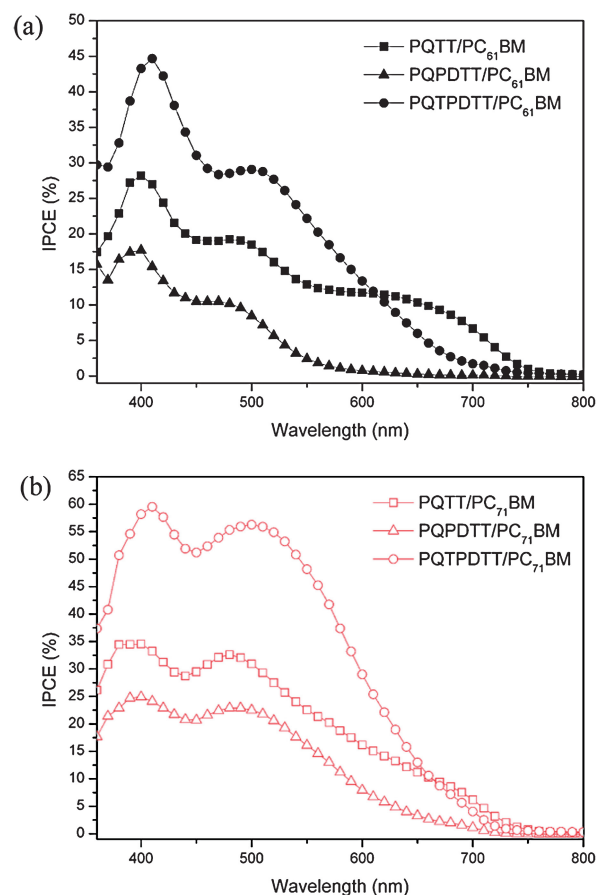 (a)
50
45
40
35
30
25
20
15
10
5
0
IPCE (%)
PQTT/PC61BM
PQPDTT/PC61BM
PQTPDTT/PC61BM
400 500 600 700 800
Wavelength (nm)
(b)
65
60
55
50
45
40
35
30
25
20
15
10
5
0
IPCE (%)
PQTT/PC71BM
PQPDTT/PC71BM
PQTPDTT/PC71BM
400 500 600 700 800
Wavelength (nm)